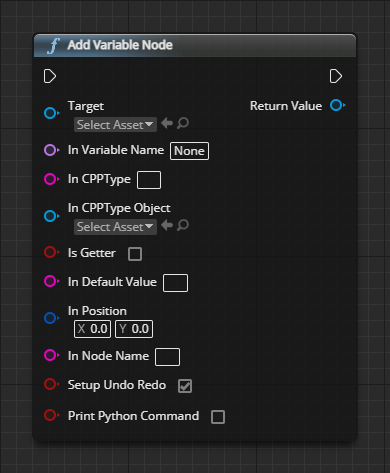 f Add Variable Node
Target Return Value
Select Asset
In Variable Name None
In CPPType
In CPPType Object
Select Asset
Is Getter
In Default Value
In Position
X 0.0 Y 0.0
In Node Name
Setup Undo Redo
Print Python Command